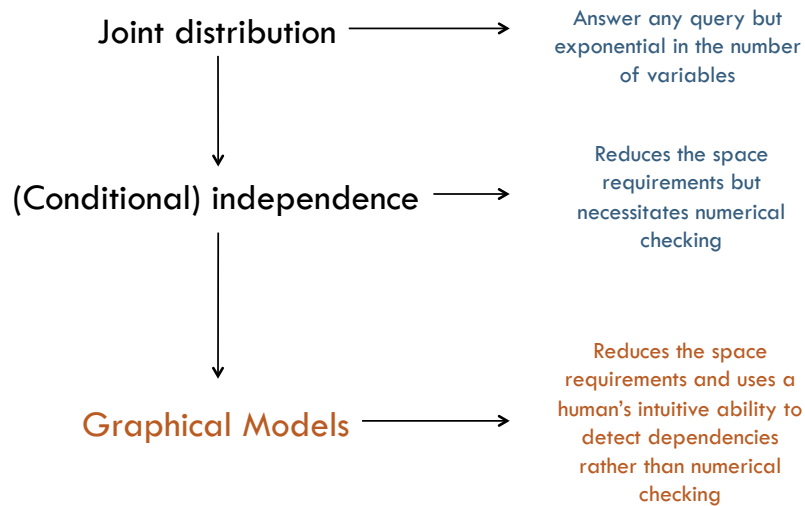 Joint distribution
Answer any query but
exponential in the number
of variables
(Conditional) independence
Reduces the space
requirements but
necessitates numerical
checking
Graphical Models
Reduces the space
requirements and uses a
human's intuitive ability to
detect dependencies
rather than numerical
checking